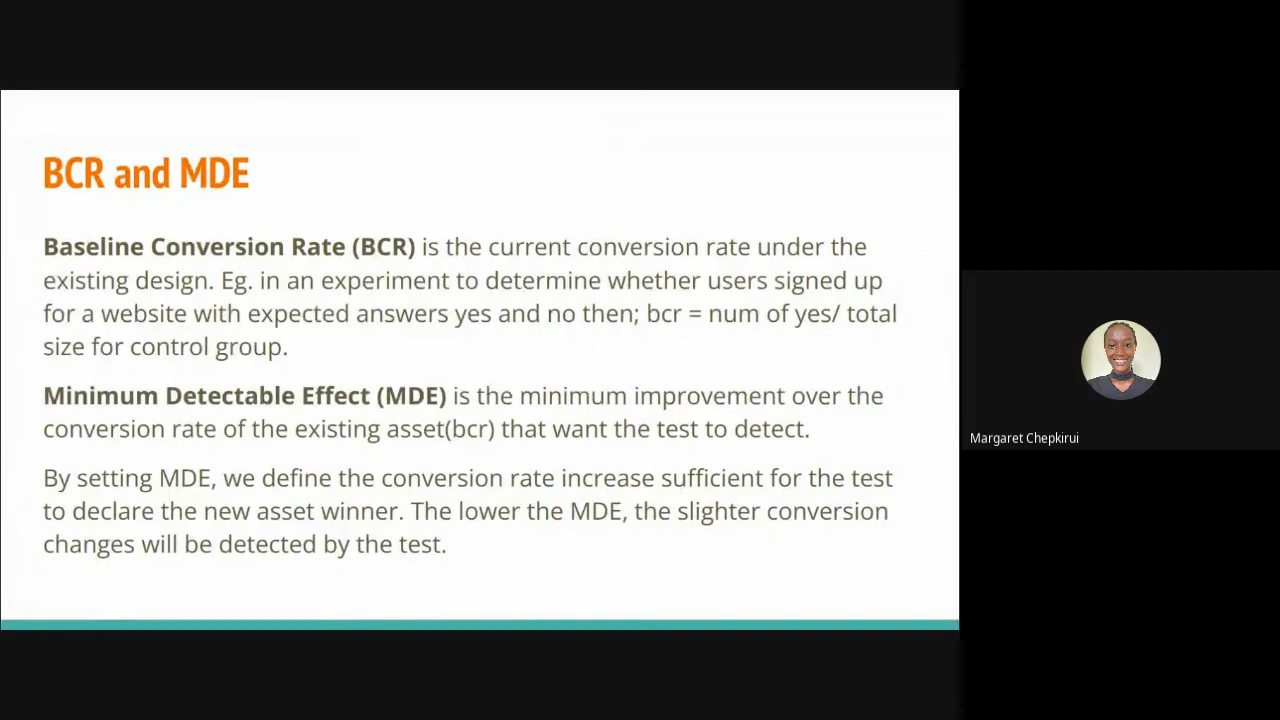 BCR and MDE
Baseline Conversion Rate (BCR) is the current conversion rate under the
existing design. Eg. in an experiment to determine whether users signed up
for a website with expected answers yes and no then; bcr = num of yes/ total
size for control group.
Minimum Detectable Effect (MDE) is the minimum improvement over the
conversion rate of the existing asset(bcr) that want the test to detect.
By setting MDE, we define the conversion rate increase sufficient for the test
to declare the new asset winner. The lower the MDE, the slighter conversion
changes will be detected by the test.
Margaret Chepkirui